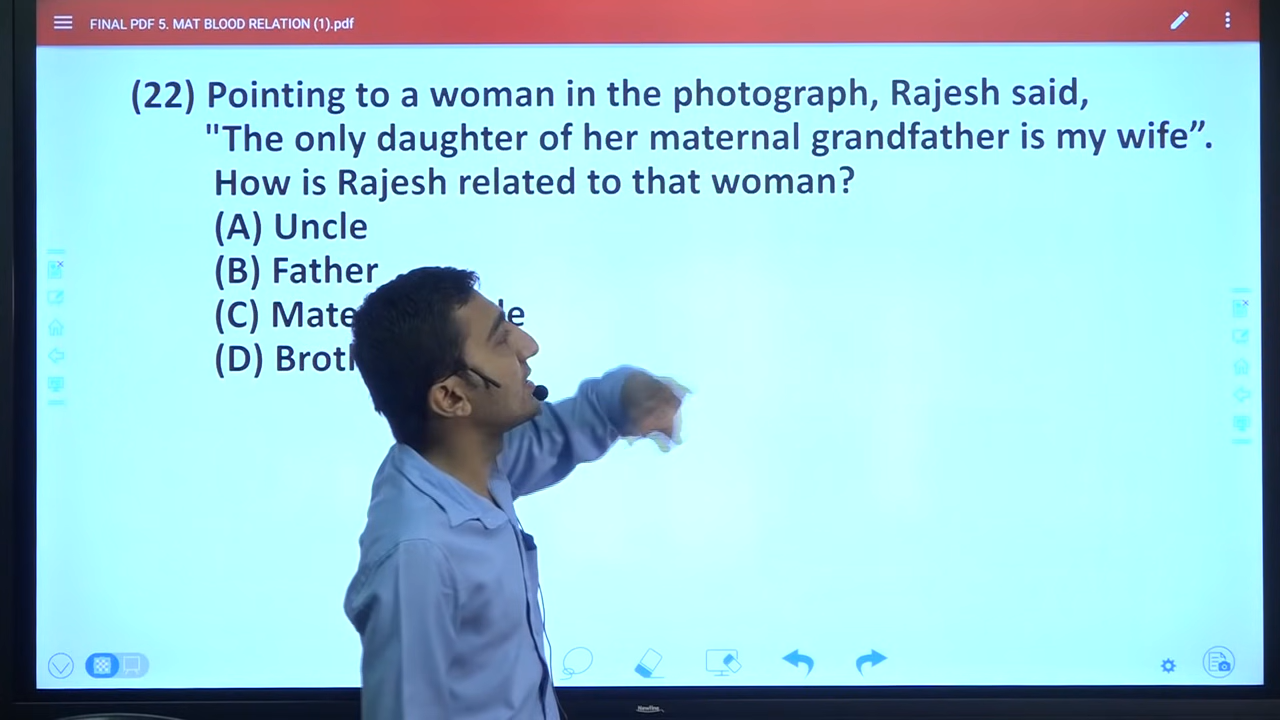 FINAL PDF 5. MAT BLOOD RELATION (1).pdf
(22) Pointing to a woman in the photograph, Rajesh said,
"The only daughter of her maternal grandfather is my wife”.
How is Rajesh related to that woman?
(A) Uncle
(B) Father
(C)
(D)
Newline